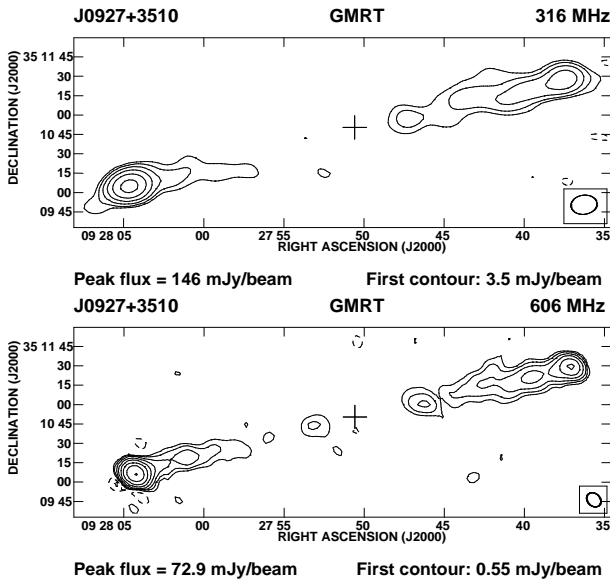 J0927+3510 GMRT 316 MHz
DECLINATION (J2000)
35 11 45
30
15
00
10 45
30
15
00
09 45
09 28 05 00 27 55 50 45 40 35
RIGHT ASCENSION (J2000)
Peak flux = 146 mJy/beam First contour: 3.5 mJy/beam
J0927+3510 GMRT 606 MHz
DECLINATION (J2000)
35 11 45
30
15
00
10 45
30
15
00
09 45
09 28 05 00 27 55 50 45 40 35
RIGHT ASCENSION (J2000)
Peak flux = 72.9 mJy/beam First contour: 0.55 mJy/beam